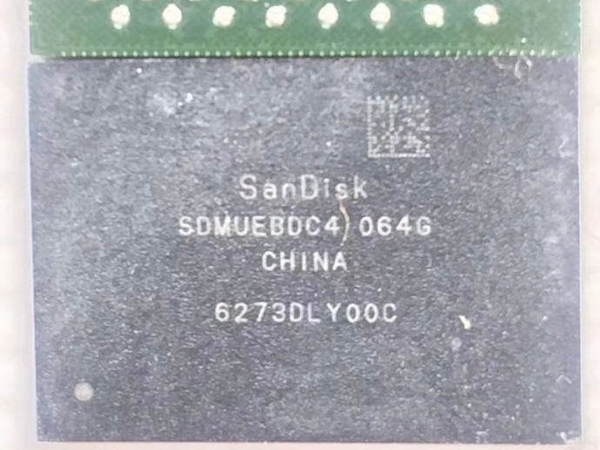 SanDisk
SDMUEBDC4 064G
CHINA
6273DLY00C